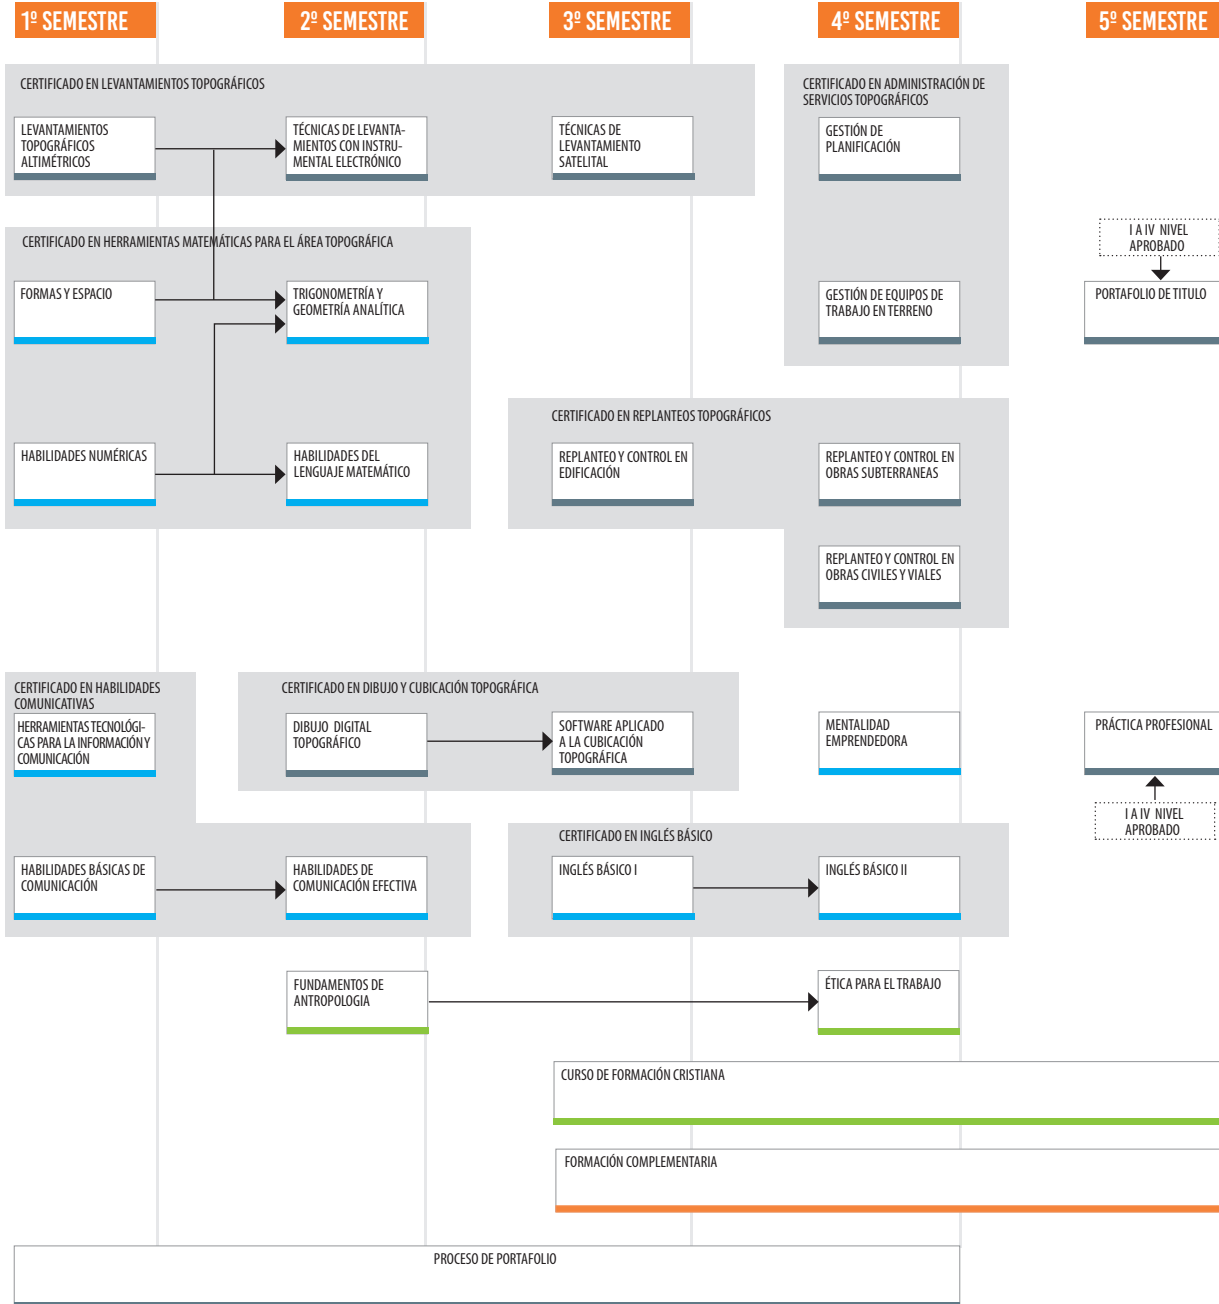 1º SEMESTRE
2º SEMESTRE
3º SEMESTRE
4º SEMESTRE
5º SEMESTRE
CERTIFICADO EN LEVANTAMIENTOS TOPOGRÁFICOS
LEVANTAMIENTOS
TOPOGRÁFICOS
ALTIMÉTRICOS
TÉCNICAS DE LEVANTA-
MIENTOS CON INSTRU-
MENTAL ELECTRÓNICO
TÉCNICAS DE
LEVANTAMIENTO
SATELITAL
CERTIFICADO EN ADMINISTRACIÓN DE
SERVICIOS TOPOGRÁFICOS
GESTIÓN DE
PLANIFICACIÓN
CERTIFICADO EN HERRAMIENTAS MATEMÁTICAS PARA EL ÁREA TOPOGRÁFICA
FORMAS Y ESPACIO
TRIGONOMETRÍA Y
GEOMETRÍA ANALÍTICA
GESTIÓN DE EQUIPOS DE
TRABAJO EN TERRENO
I A IV NIVEL
APROBADO
PORTAFOLIO DE TITULO
HABILIDADES NUMÉRICAS
HABILIDADES DEL
LENGUAJE MATEMÁTICO
CERTIFICADO EN REPLANTEOS TOPOGRÁFICOS
REPLANTEO Y CONTROL EN
EDIFICACIÓN
REPLANTEO Y CONTROL EN
OBRAS SUBTERRANEAS
REPLANTEO Y CONTROL EN
OBRAS CIVILES Y VIALES
CERTIFICADO EN HABILIDADES
COMUNICATIVAS
HERRAMIENTAS TECNOLÓGI-
CAS PARA LA INFORMACIÓN Y
COMUNICACIÓN
CERTIFICADO EN DIBUJO Y CUBICACIÓN TOPOGRÁFICA
DIBUJO DIGITAL
TOPOGRÁFICO
SOFTWARE APLICADO
A LA CUBICACIÓN
TOPOGRÁFICA
MENTALIDAD
EMPRENDEDORA
PRÁCTICA PROFESIONAL
I A IV NIVEL
APROBADO
HABILIDADES BÁSICAS DE
COMUNICACIÓN
HABILIDADES DE
COMUNICACIÓN EFECTIVA
CERTIFICADO EN INGLÉS BÁSICO
INGLÉS BÁSICO I
INGLÉS BÁSICO II
FUNDAMENTOS DE
ANTROPOLOGIA
ÉTICA PARA EL TRABAJO
CURSO DE FORMACIÓN CRISTIANA
FORMACIÓN COMPLEMENTARIA
PROCESO DE PORTAFOLIO